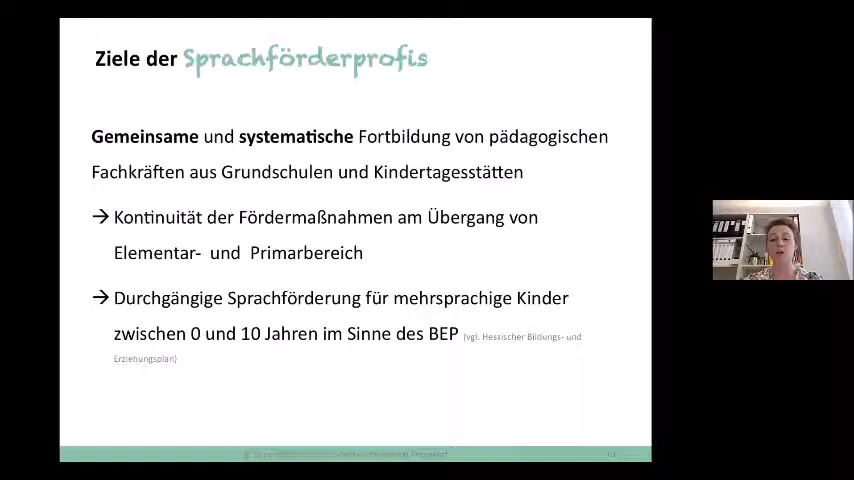 Ziele der Sprachförderprofis
Gemeinsame und systematische Fortbildung von pädagogischen
Fachkräften aus Grundschulen und Kindertagesstätten
→ Kontinuität der Fördermaßnahmen am Übergang von
Elementar- und Primarbereich
→ Durchgängige Sprachförderung für mehrsprachige Kinder
zwischen 0 und 10 Jahren im Sinne des BEP (vgl. Hessischer Bildungs- und
Erziehungsplan)